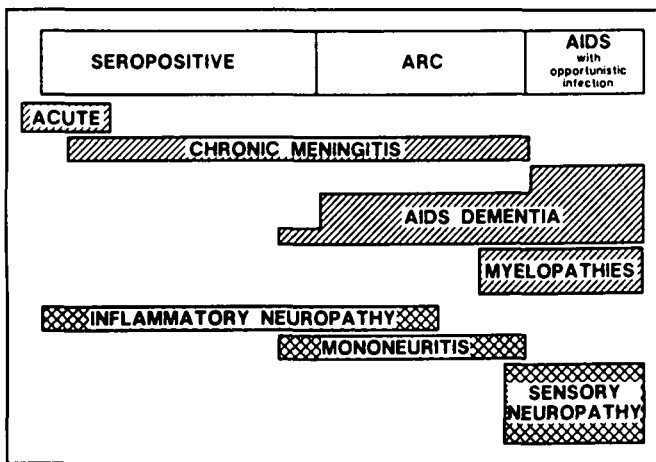 SEROPOSITIVE
ARC
AIDS
with
opportunistic
infection
ACUTE
CHRONIC MENINGITIS
AIDS DEMENTIA
MYELOPATHIES
INFLAMMATORY NEUROPATHY
MONONEURITIS
SENSORY
NEUROPATHY